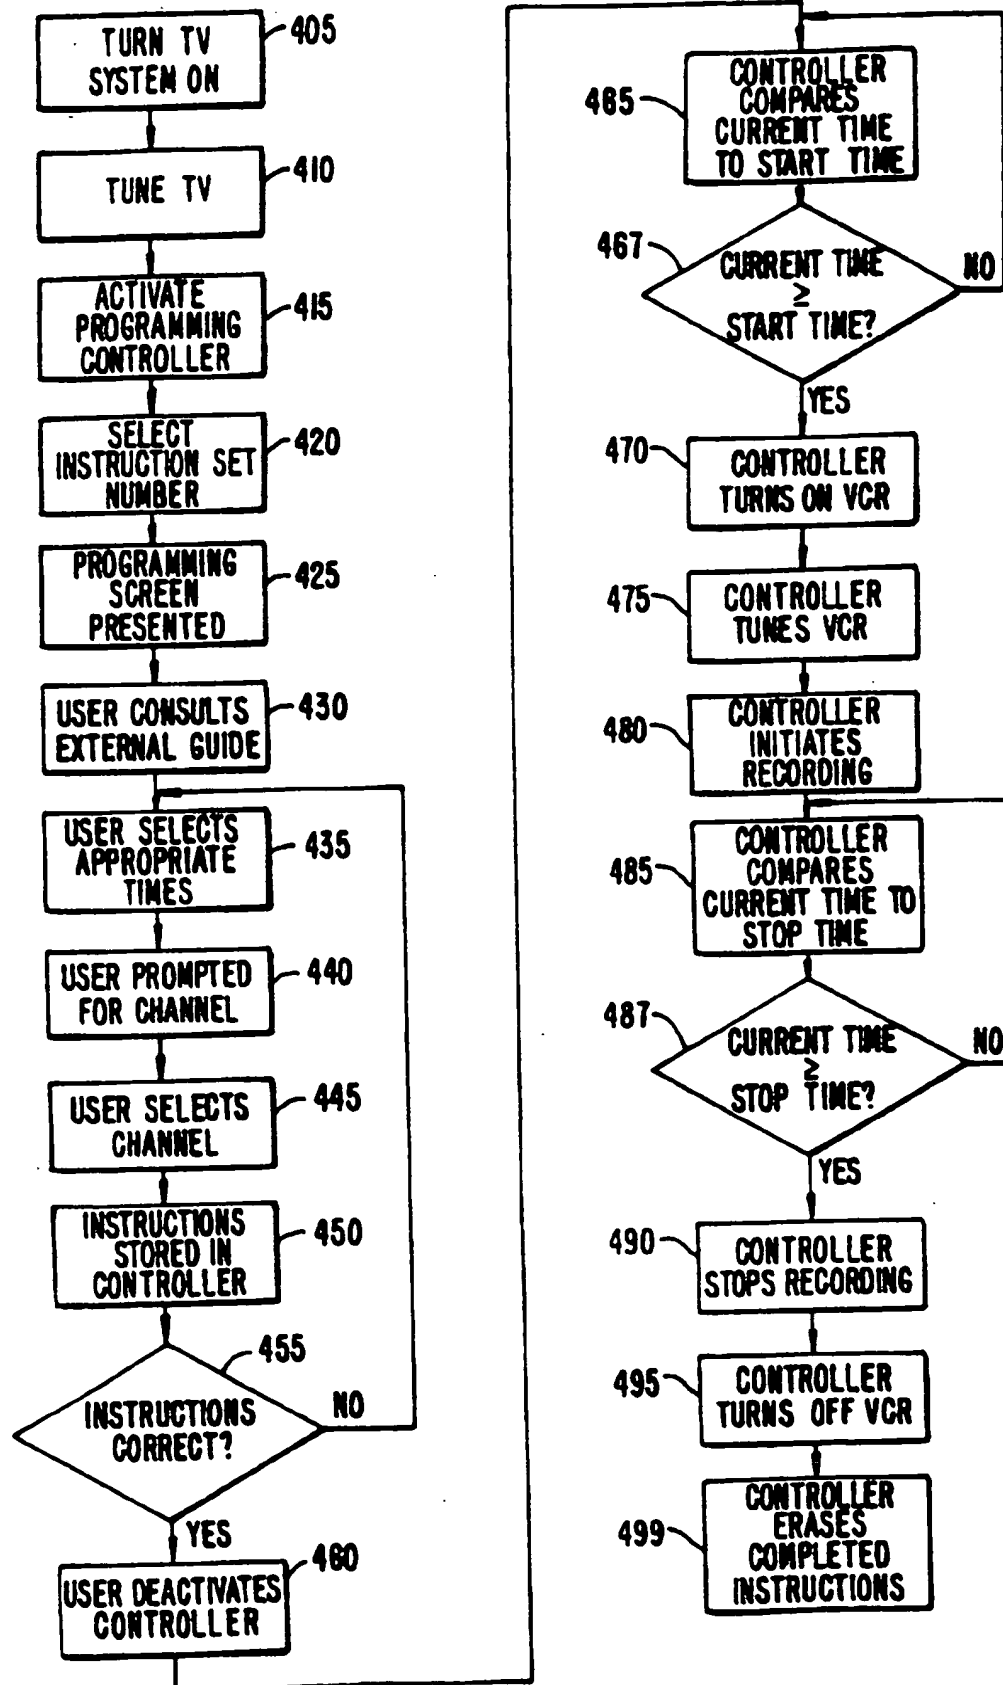 TURN TV
SYSTEM ON
405
TUNE TV
410
ACTIVATE
PROGRAMMING
CONTROLLER
415
SELECT
INSTRUCTION SET
NUMBER
420
PROGRAMMING
SCREEN
PRESENTED
425
USER CONSULTS
EXTERNAL GUIDE
430
USER SELECTS
APPROPRIATE
TIMES
435
USER PROMPTED
FOR CHANNEL
440
USER SELECTS
CHANNEL
445
INSTRUCTIONS
STORED IN
CONTROLLER
450
455
INSTRUCTIONS
CORRECT?
NO
YES
460
USER DEACTIVATES
CONTROLLER
465
CONTROLLER
COMPARES
CURRENT TIME
TO START TIME
467
CURRENT TIME
≥
START TIME?
NO
YES
470
CONTROLLER
TURNS ON VCR
475
CONTROLLER
TUNES VCR
480
CONTROLLER
INITIATES
RECORDING
485
CONTROLLER
COMPARES
CURRENT TIME TO
STOP TIME
487
CURRENT TIME
≥
STOP TIME?
NO
YES
490
CONTROLLER
STOPS RECORDING
495
CONTROLLER
TURNS OFF VCR
499
CONTROLLER
ERASES
COMPLETED
INSTRUCTIONS